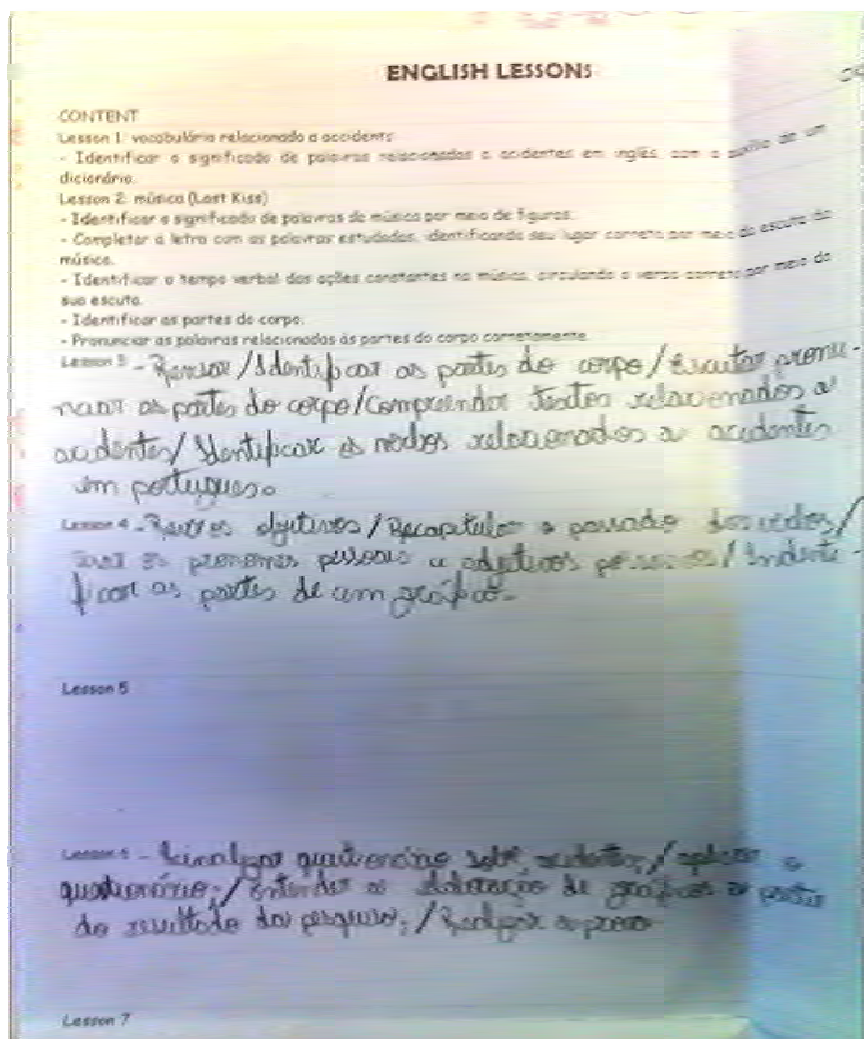 ENGLISH LESSONS
CONTENT
Lesson 1: vocabulário relacionado a accidents
- Identificar o significado de palavras relacionadas a acidentes em inglês, com o auxílio de um
dicionário.
Lesson 2: música (Last Kiss)
- Identificar o significado de palavras da música por meio de figuras.
- Completar a letra com as palavras estudadas, identificando seu lugar correto por meio da escuta da
música.
- Identificar o tempo verbal das ações constantes na música, circulando o verso correto por meio da
sua escuta.
- Identificar as partes do corpo.
- Pronunciar as palavras relacionadas às partes do corpo corretamente.
Lesson 3 - Revisar / Identificar as partes do corpo / Escutar pronu-
nciar as partes do corpo / Compreender textos relacionados a
acidentes / Identificar os verbos relacionados a acidentes
em portugues.
Lesson 4 - adjetivos / Recapitular o passado dos verbos /
usar os pronomes pessoais e adjetivos possessivos / Indenti-
ficar as partes de um gráfico.
Lesson 5
Lesson 6 - Finalizar questionário sobre acidentes; / aplicar o
questionário; / Entender a elaboração de gráficos a partir
do resultado da pesquisa; / Realizar a prova
Lesson 7